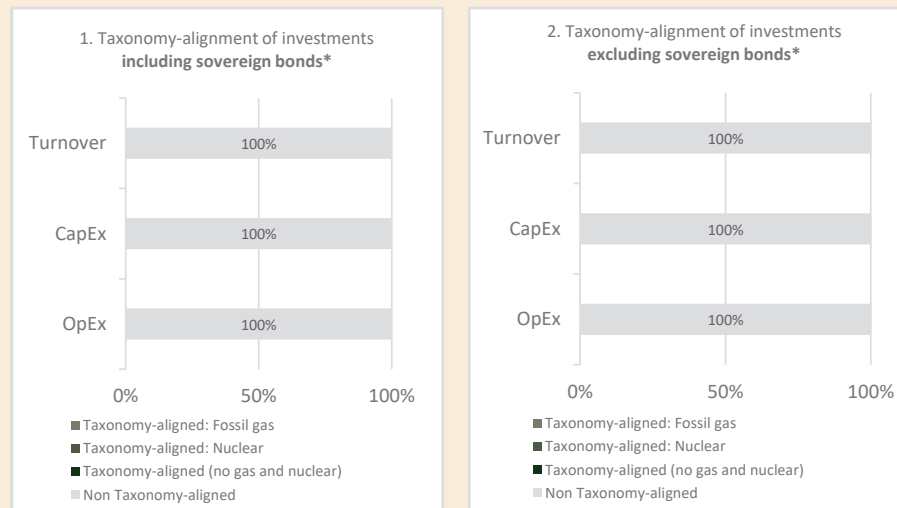 1. Taxonomy-alignment of investments
including sovereign bonds*
Turnover
100%
CapEx
100%
OpEx
100%
0%
50%
100%
Taxonomy-aligned: Fossil gas
Taxonomy-aligned: Nuclear
Taxonomy-aligned (no gas and nuclear)
Non Taxonomy-aligned
2. Taxonomy-alignment of investments
excluding sovereign bonds*
Turnover
100%
CapEx
100%
OpEx
100%
0%
50%
100%
Taxonomy-aligned: Fossil gas
Taxonomy-aligned: Nuclear
Taxonomy-aligned (no gas and nuclear)
Non Taxonomy-aligned